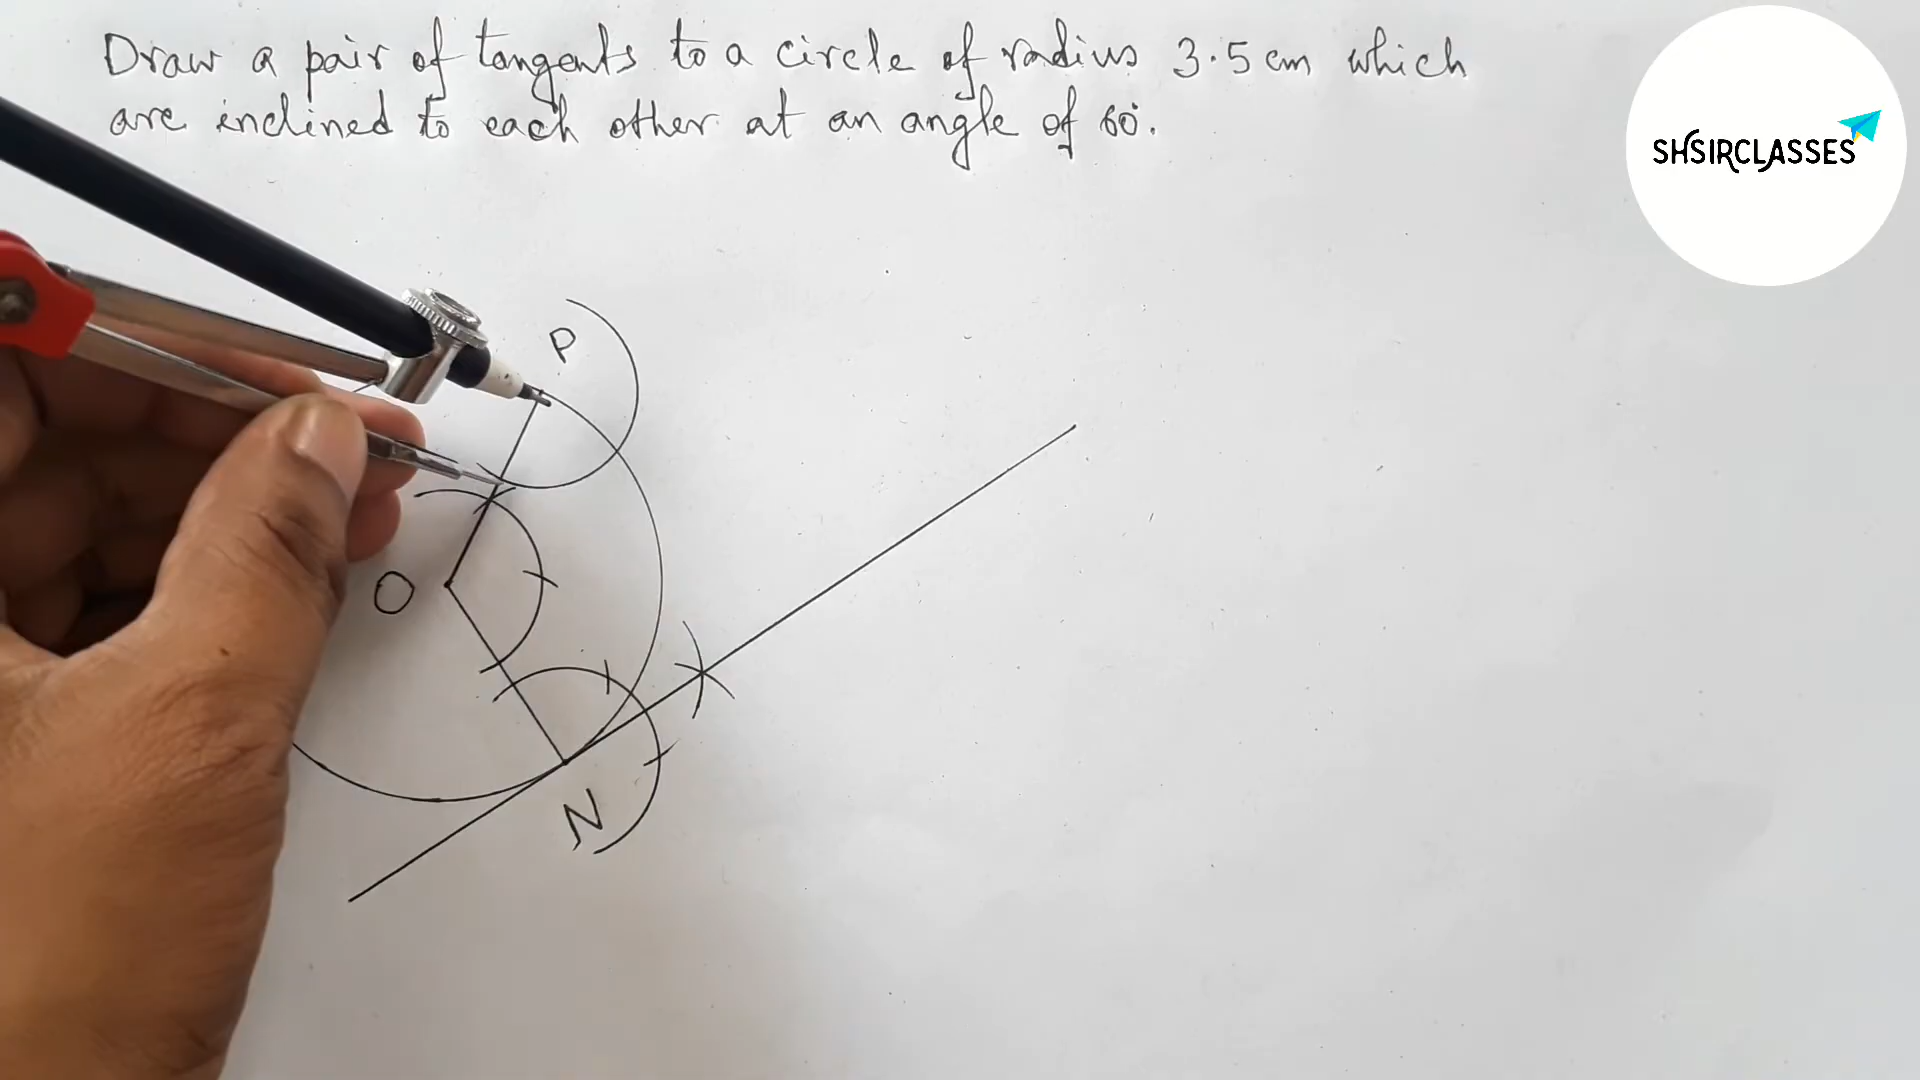 Draw a pair of tangents to a circle of radius 3.5 cm which
are inclined to each other at an angle of 60°.
SHSIRCLASSES
P
O
N